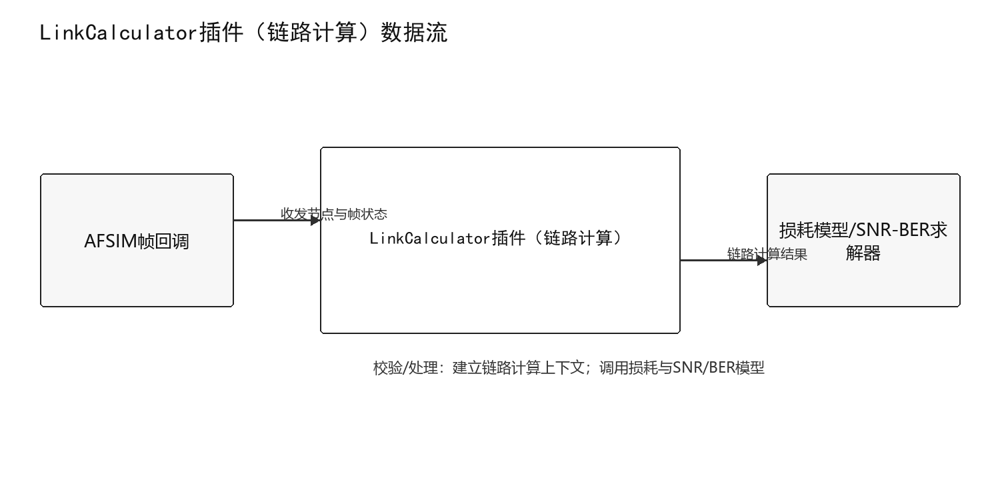 LinkCalculator插件（链路计算）数据流
AFSIM帧回调
收发节点与帧状态
LinkCalculator插件（链路计算）
链路计算结果
损耗模型/SNR-BER求
解器
校验/处理：建立链路计算上下文；调用损耗与SNR/BER模型